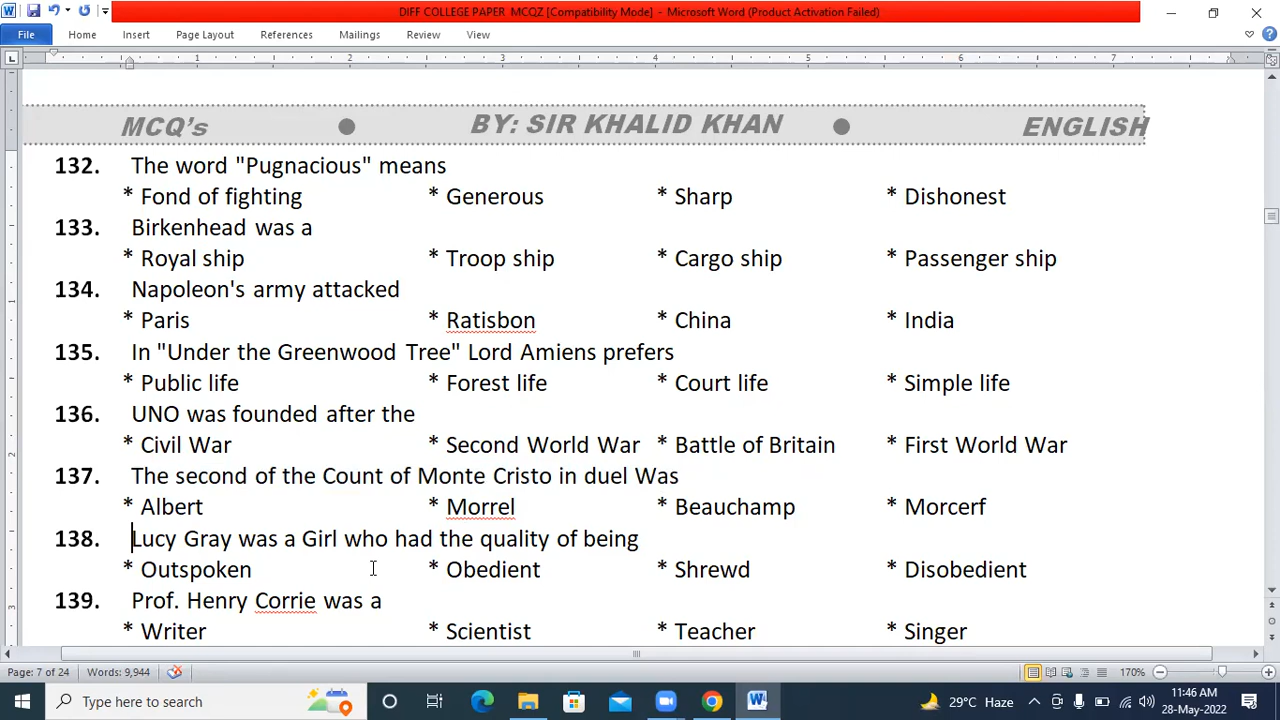 DIFF COLLEGE PAPER MCQZ [Compatibility Mode] - Microsoft Word (Product Activation Failed)
File Home Insert Page Layout References Mailings Review View
1 2 3 4 5 6 7
MCQ's ● BY: SIR KHALID KHAN ● ENGLISH
132. The word "Pugnacious" means
* Fond of fighting * Generous * Sharp * Dishonest
133. Birkenhead was a
* Royal ship * Troop ship * Cargo ship * Passenger ship
134. Napoleon's army attacked
* Paris * Ratisbon * China * India
135. In "Under the Greenwood Tree" Lord Amiens prefers
* Public life * Forest life * Court life * Simple life
136. UNO was founded after the
* Civil War * Second World War * Battle of Britain * First World War
137. The second of the Count of Monte Cristo in duel Was
* Albert * Morrel * Beauchamp * Morcerf
138. Lucy Gray was a Girl who had the quality of being
* Outspoken * Obedient * Shrewd * Disobedient
139. Prof. Henry Corrie was a
* Writer * Scientist * Teacher * Singer
Page: 7 of 24 Words: 9,944 170%
Type here to search 29°C Haze 11:46 AM
28-May-2022